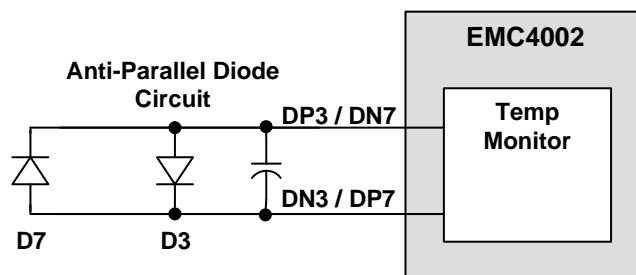 EMC4002
Anti-Parallel Diode
Circuit
Temp
Monitor
DP3 / DN7
DN3 / DP7
D7
D3